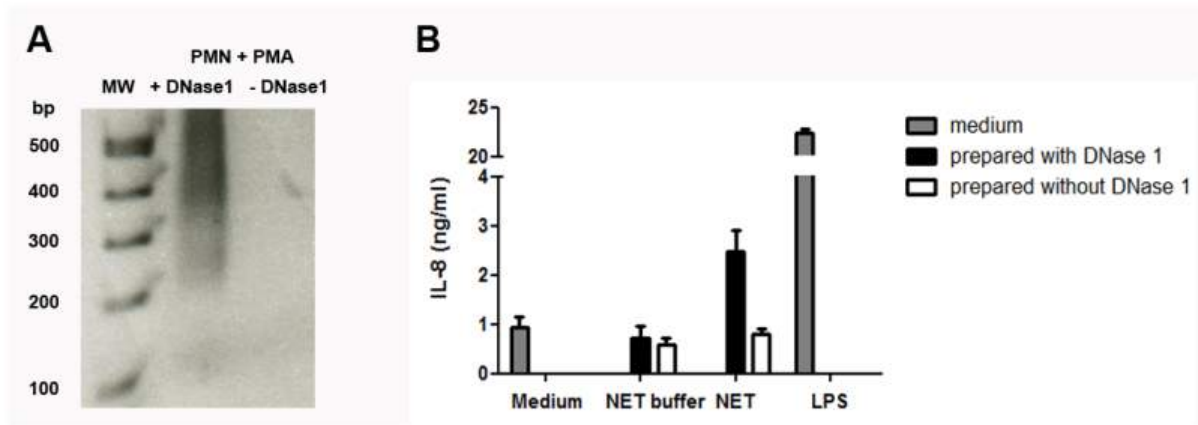 A
PMN + PMA
MW + DNase1 - DNase1
bp
500
400
300
200
100
B
IL-8 (ng/ml)
25
20
4
3
2
1
0
Medium NET buffer NET LPS
medium
prepared with DNase 1
prepared without DNase 1